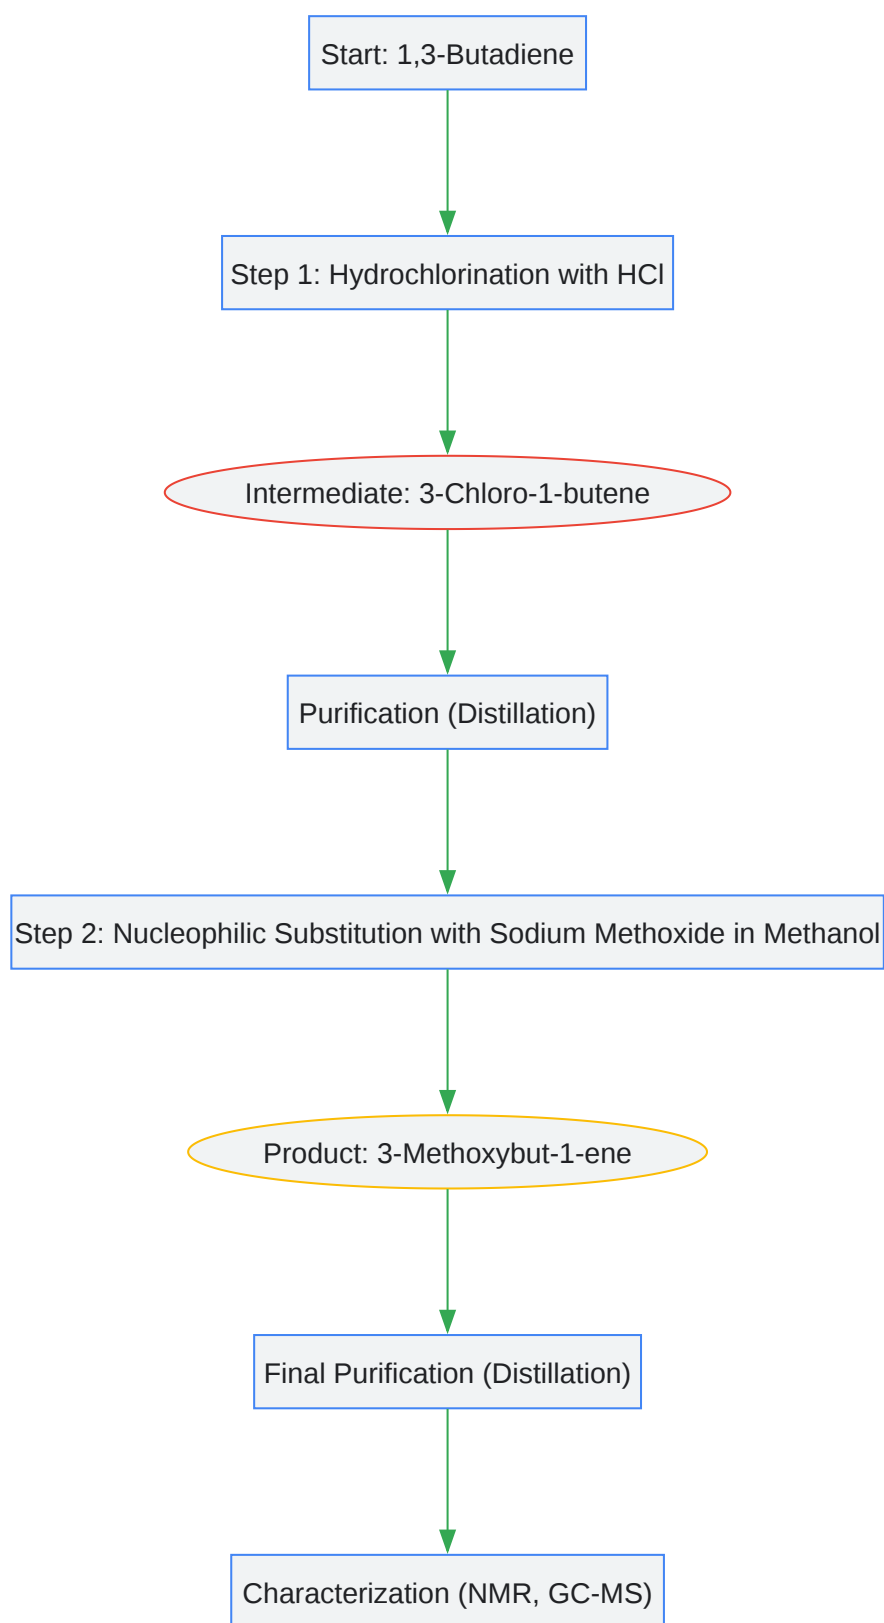 Start: 1,3-Butadiene
Step 1: Hydrochlorination with HCl
Intermediate: 3-Chloro-1-butene
Purification (Distillation)
Step 2: Nucleophilic Substitution with Sodium Methoxide in Methanol
Product: 3-Methoxybut-1-ene
Final Purification (Distillation)
Characterization (NMR, GC-MS)